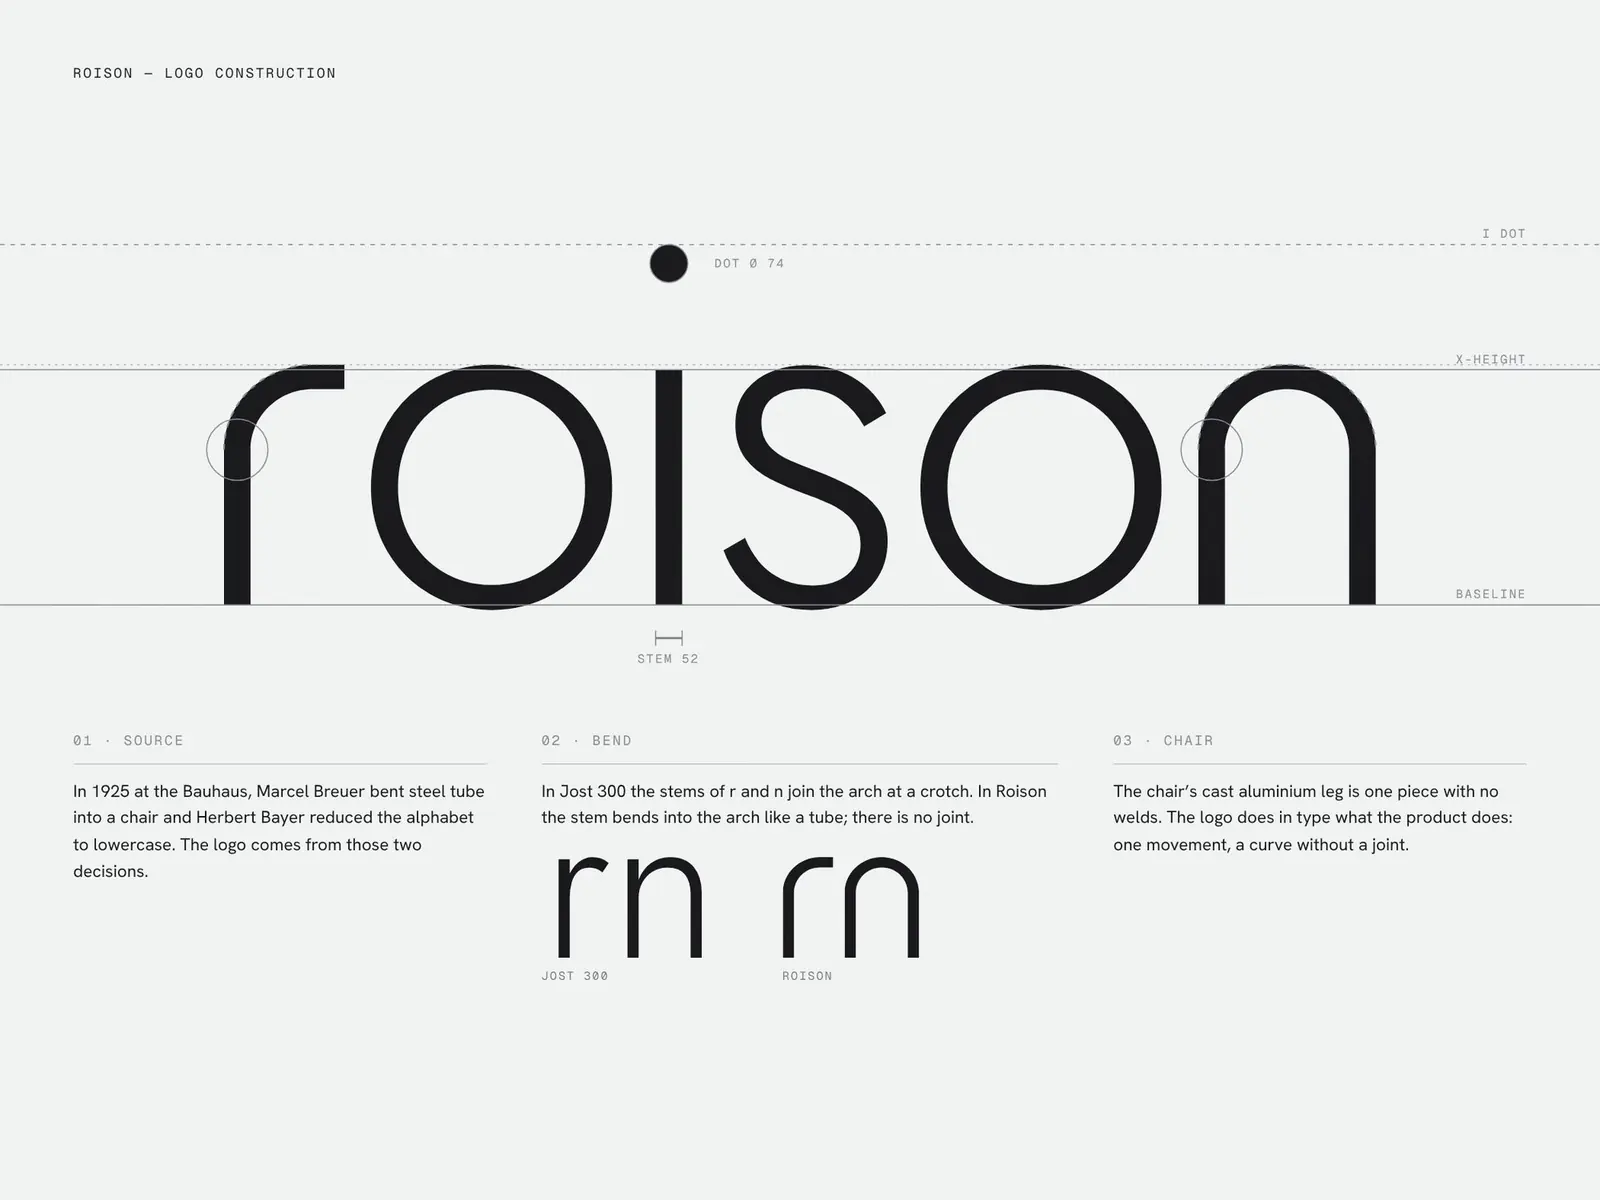 ROISON — LOGO CONSTRUCTION
I DOT
DOT Ø 74
X-HEIGHT
roison
BASELINE
STEM 52
01 · SOURCE
In 1925 at the Bauhaus, Marcel Breuer bent steel tube
into a chair and Herbert Bayer reduced the alphabet
to lowercase. The logo comes from those two
decisions.
02 · BEND
In Jost 300 the stems of r and n join the arch at a crotch. In Roison
the stem bends into the arch like a tube; there is no joint.
rn rn
JOST 300 ROISON
03 · CHAIR
The chair’s cast aluminium leg is one piece with no
welds. The logo does in type what the product does:
one movement, a curve without a joint.